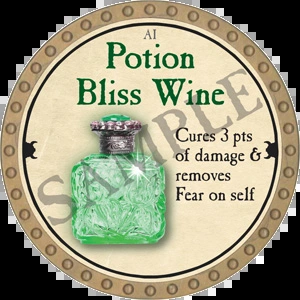 AI
Potion
Bliss Wine
Cures 3 pts
of damage &
removes
Fear on self
SAMPLE